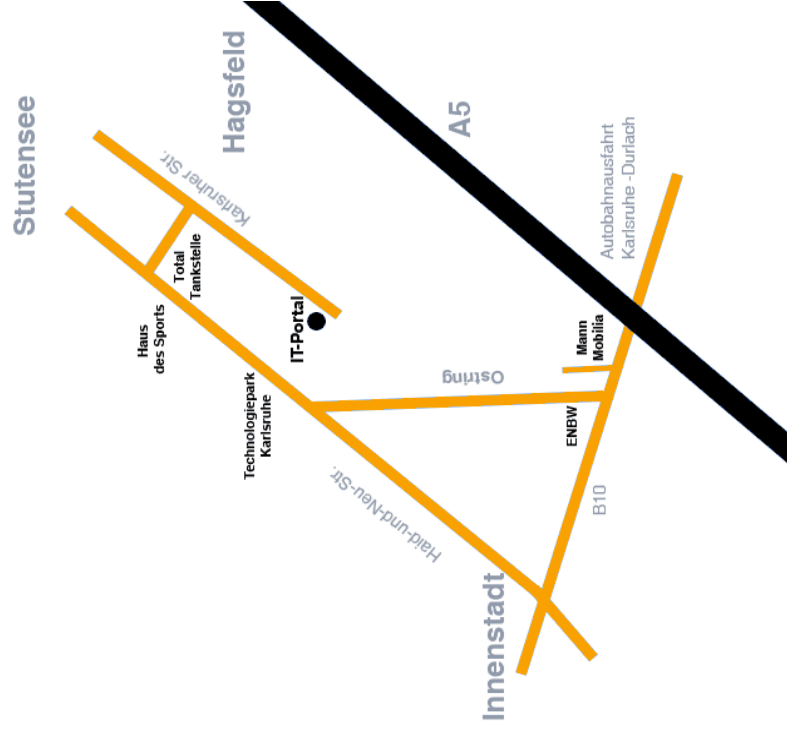 Stutensee
Hagsfeld
A5
Autobahnausfahrt
Karlsruhe -Durlach
Karlsruher Str.
Total
Tankstelle
Haus
des Sports
IT-Portal
Mann
Mobilia
Ostring
Technologiepark
Karlsruhe
ENBW
Haid-und-Neu-Str.
B10
Innenstadt